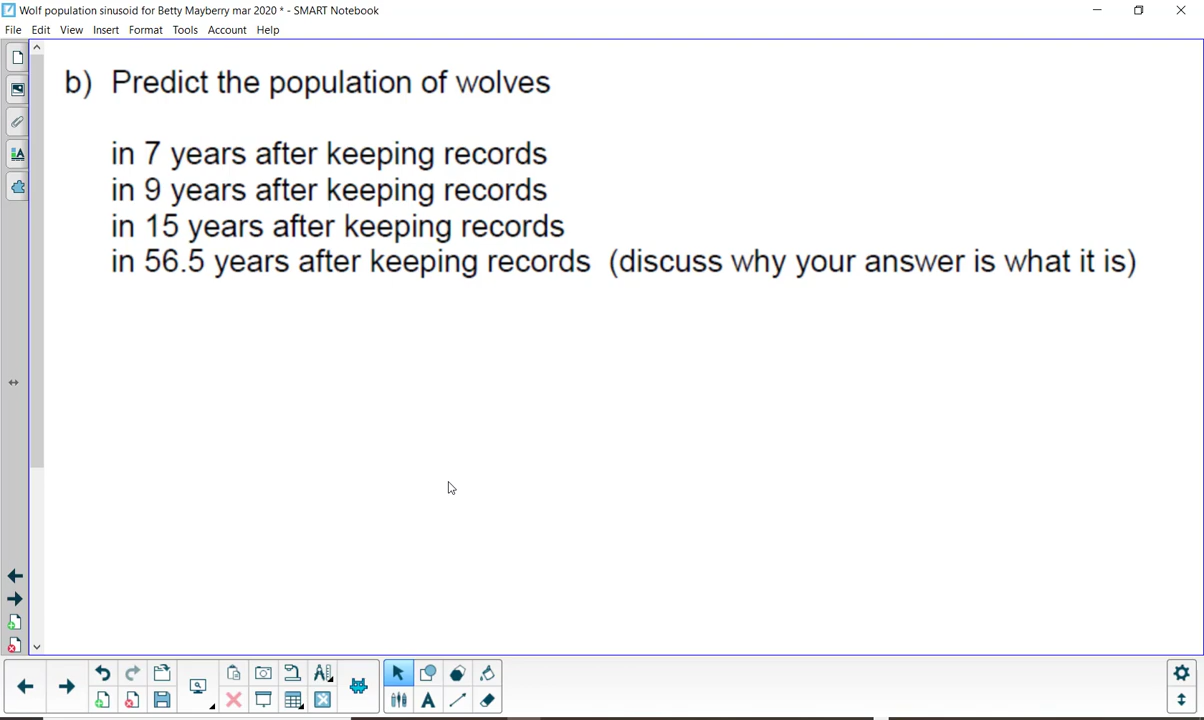 Wolf population sinusoid for Betty Mayberry mar 2020 * - SMART Notebook
File Edit View Insert Format Tools Account Help
b) Predict the population of wolves
in 7 years after keeping records
in 9 years after keeping records
in 15 years after keeping records
in 56.5 years after keeping records (discuss why your answer is what it is)